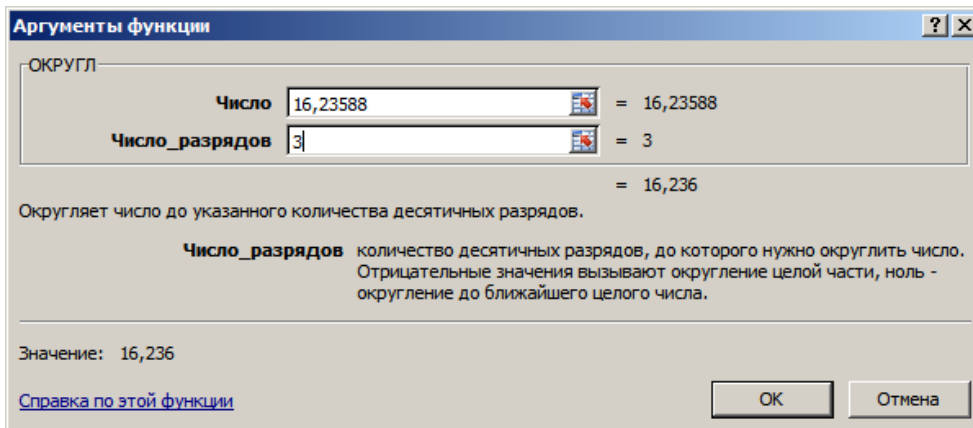 Аргументы функции
ОКРУГЛ
Число 16,23588 = 16,23588
Число_разрядов 3 = 3
= 16,236
Округляет число до указанного количества десятичных разрядов.
Число_разрядов количество десятичных разрядов, до которого нужно округлить число.
Отрицательные значения вызывают округление целой части, ноль -
округление до ближайшего целого числа.
Значение: 16,236
Справка по этой функции
ОК
Отмена